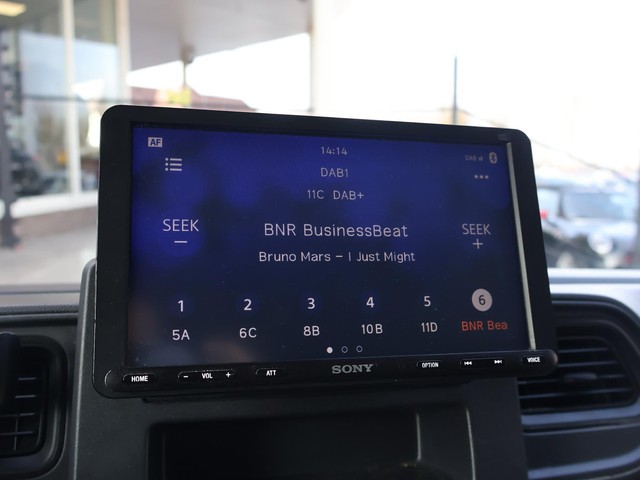 AF
14:14
DAB
DAB1
11C DAB+
SEEK
−
BNR BusinessBeat
SEEK
+
Bruno Mars – I Just Might
1 2 3 4 5 6
5A 6C 8B 10B 11D BNR Bea
HOME − VOL + ATT SONY OPTION VOICE